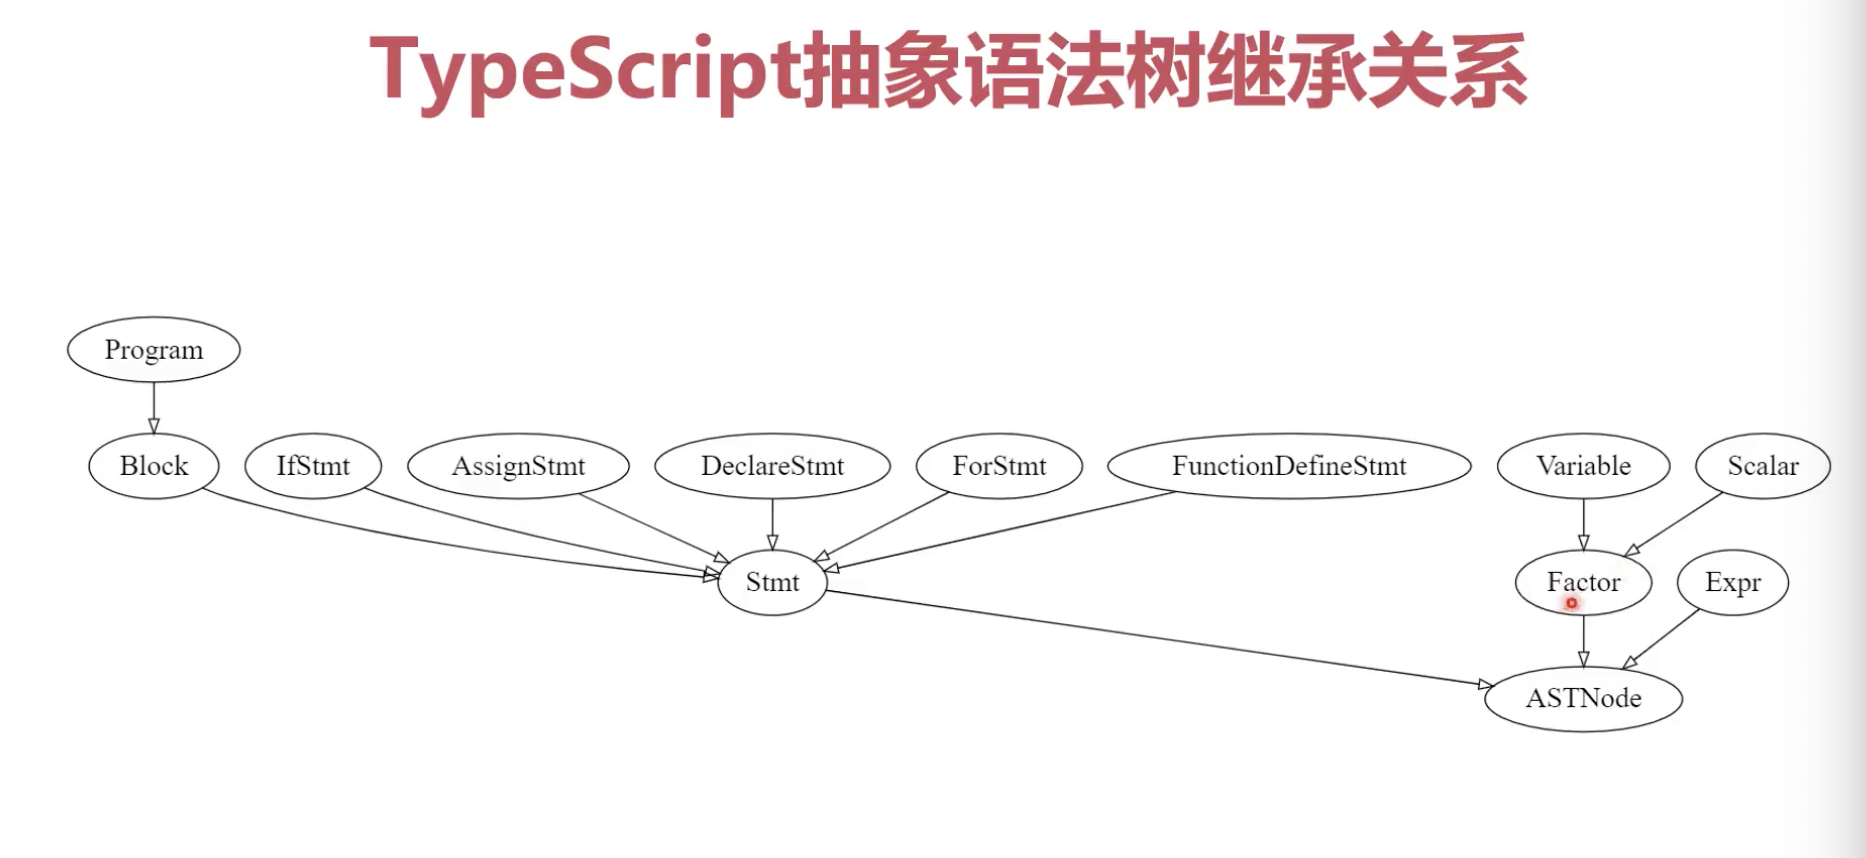 TypeScript抽象语法树继承关系
Program
Block
IfStmt
AssignStmt
DeclareStmt
ForStmt
FunctionDefineStmt
Variable
Scalar
Stmt
Factor
Expr
ASTNode